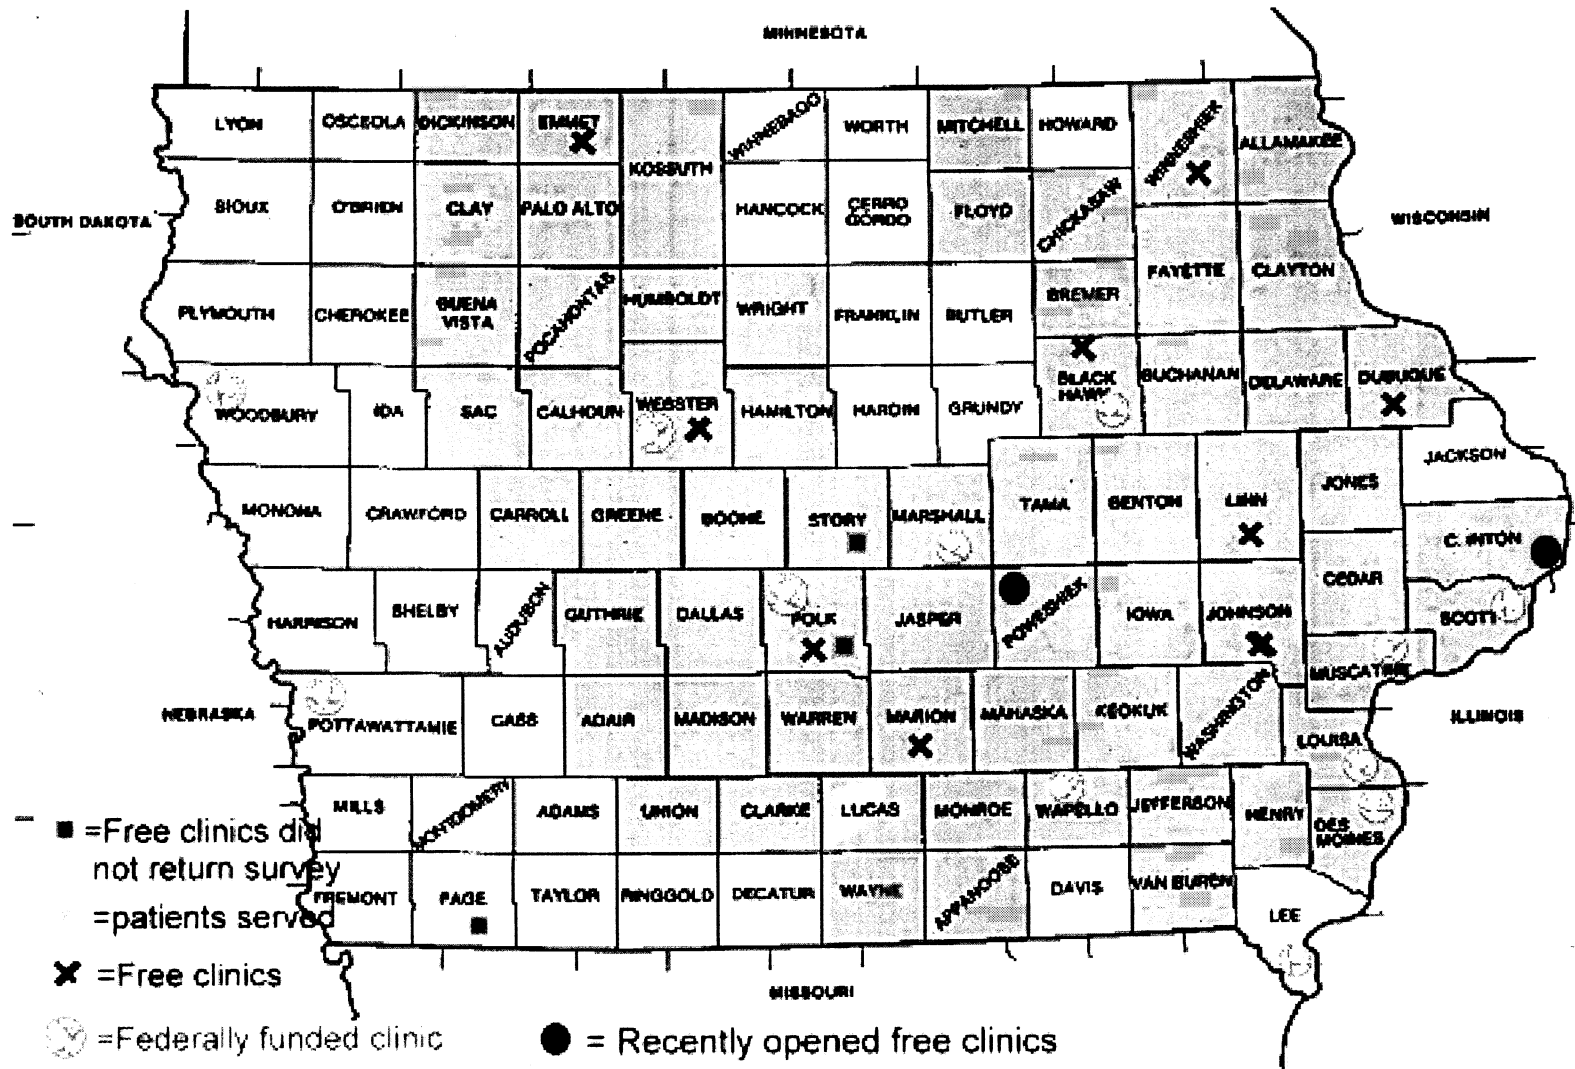 MINNESOTA
LYON OSCEOLA DICKINSON EMMET KOSSUTH WINNEBAGO WORTH MITCHELL HOWARD WINNESHIEK ALLAMAKEE
SOUTH DAKOTA SIOUX O'BRIEN CLAY PALO ALTO HANCOCK CERRO GORDO FLOYD CHICKASAW WISCONSIN
PLYMOUTH CHEROKEE BUENA VISTA POCAHONTAS HUMBOLDT WRIGHT FRANKLIN BUTLER BREMER FAYETTE CLAYTON
WOODBURY IDA SAC CALHOUN WEBSTER HAMILTON HARDIN GRUNDY BLACK HAWK BUCHANAN DELAWARE DUBUQUE
MONONA CRAWFORD CARROLL GREENE BOONE STORY MARSHALL TAMA BENTON LINN JONES JACKSON
CLINTON
HARRISON SHELBY AUDUBON GUTHRIE DALLAS POLK JASPER POWESHIEK IOWA JOHNSON CEDAR SCOTT
MUSCATINE
NEBRASKA POTTAWATTAMIE CASS ADAIR MADISON WARREN MARION MAHASKA KEOKUK WASHINGTON LOUISA ILLINOIS
MILLS MONTGOMERY ADAMS UNION CLARKE LUCAS MONROE WAPELLO JEFFERSON HENRY DES MOINES
FREMONT PAGE TAYLOR RINGGOLD DECATUR WAYNE APPANOOSE DAVIS VAN BUREN LEE
MISSOURI
=Free clinics did
not return survey
=patients served
=Free clinics
=Federally funded clinic
= Recently opened free clinics